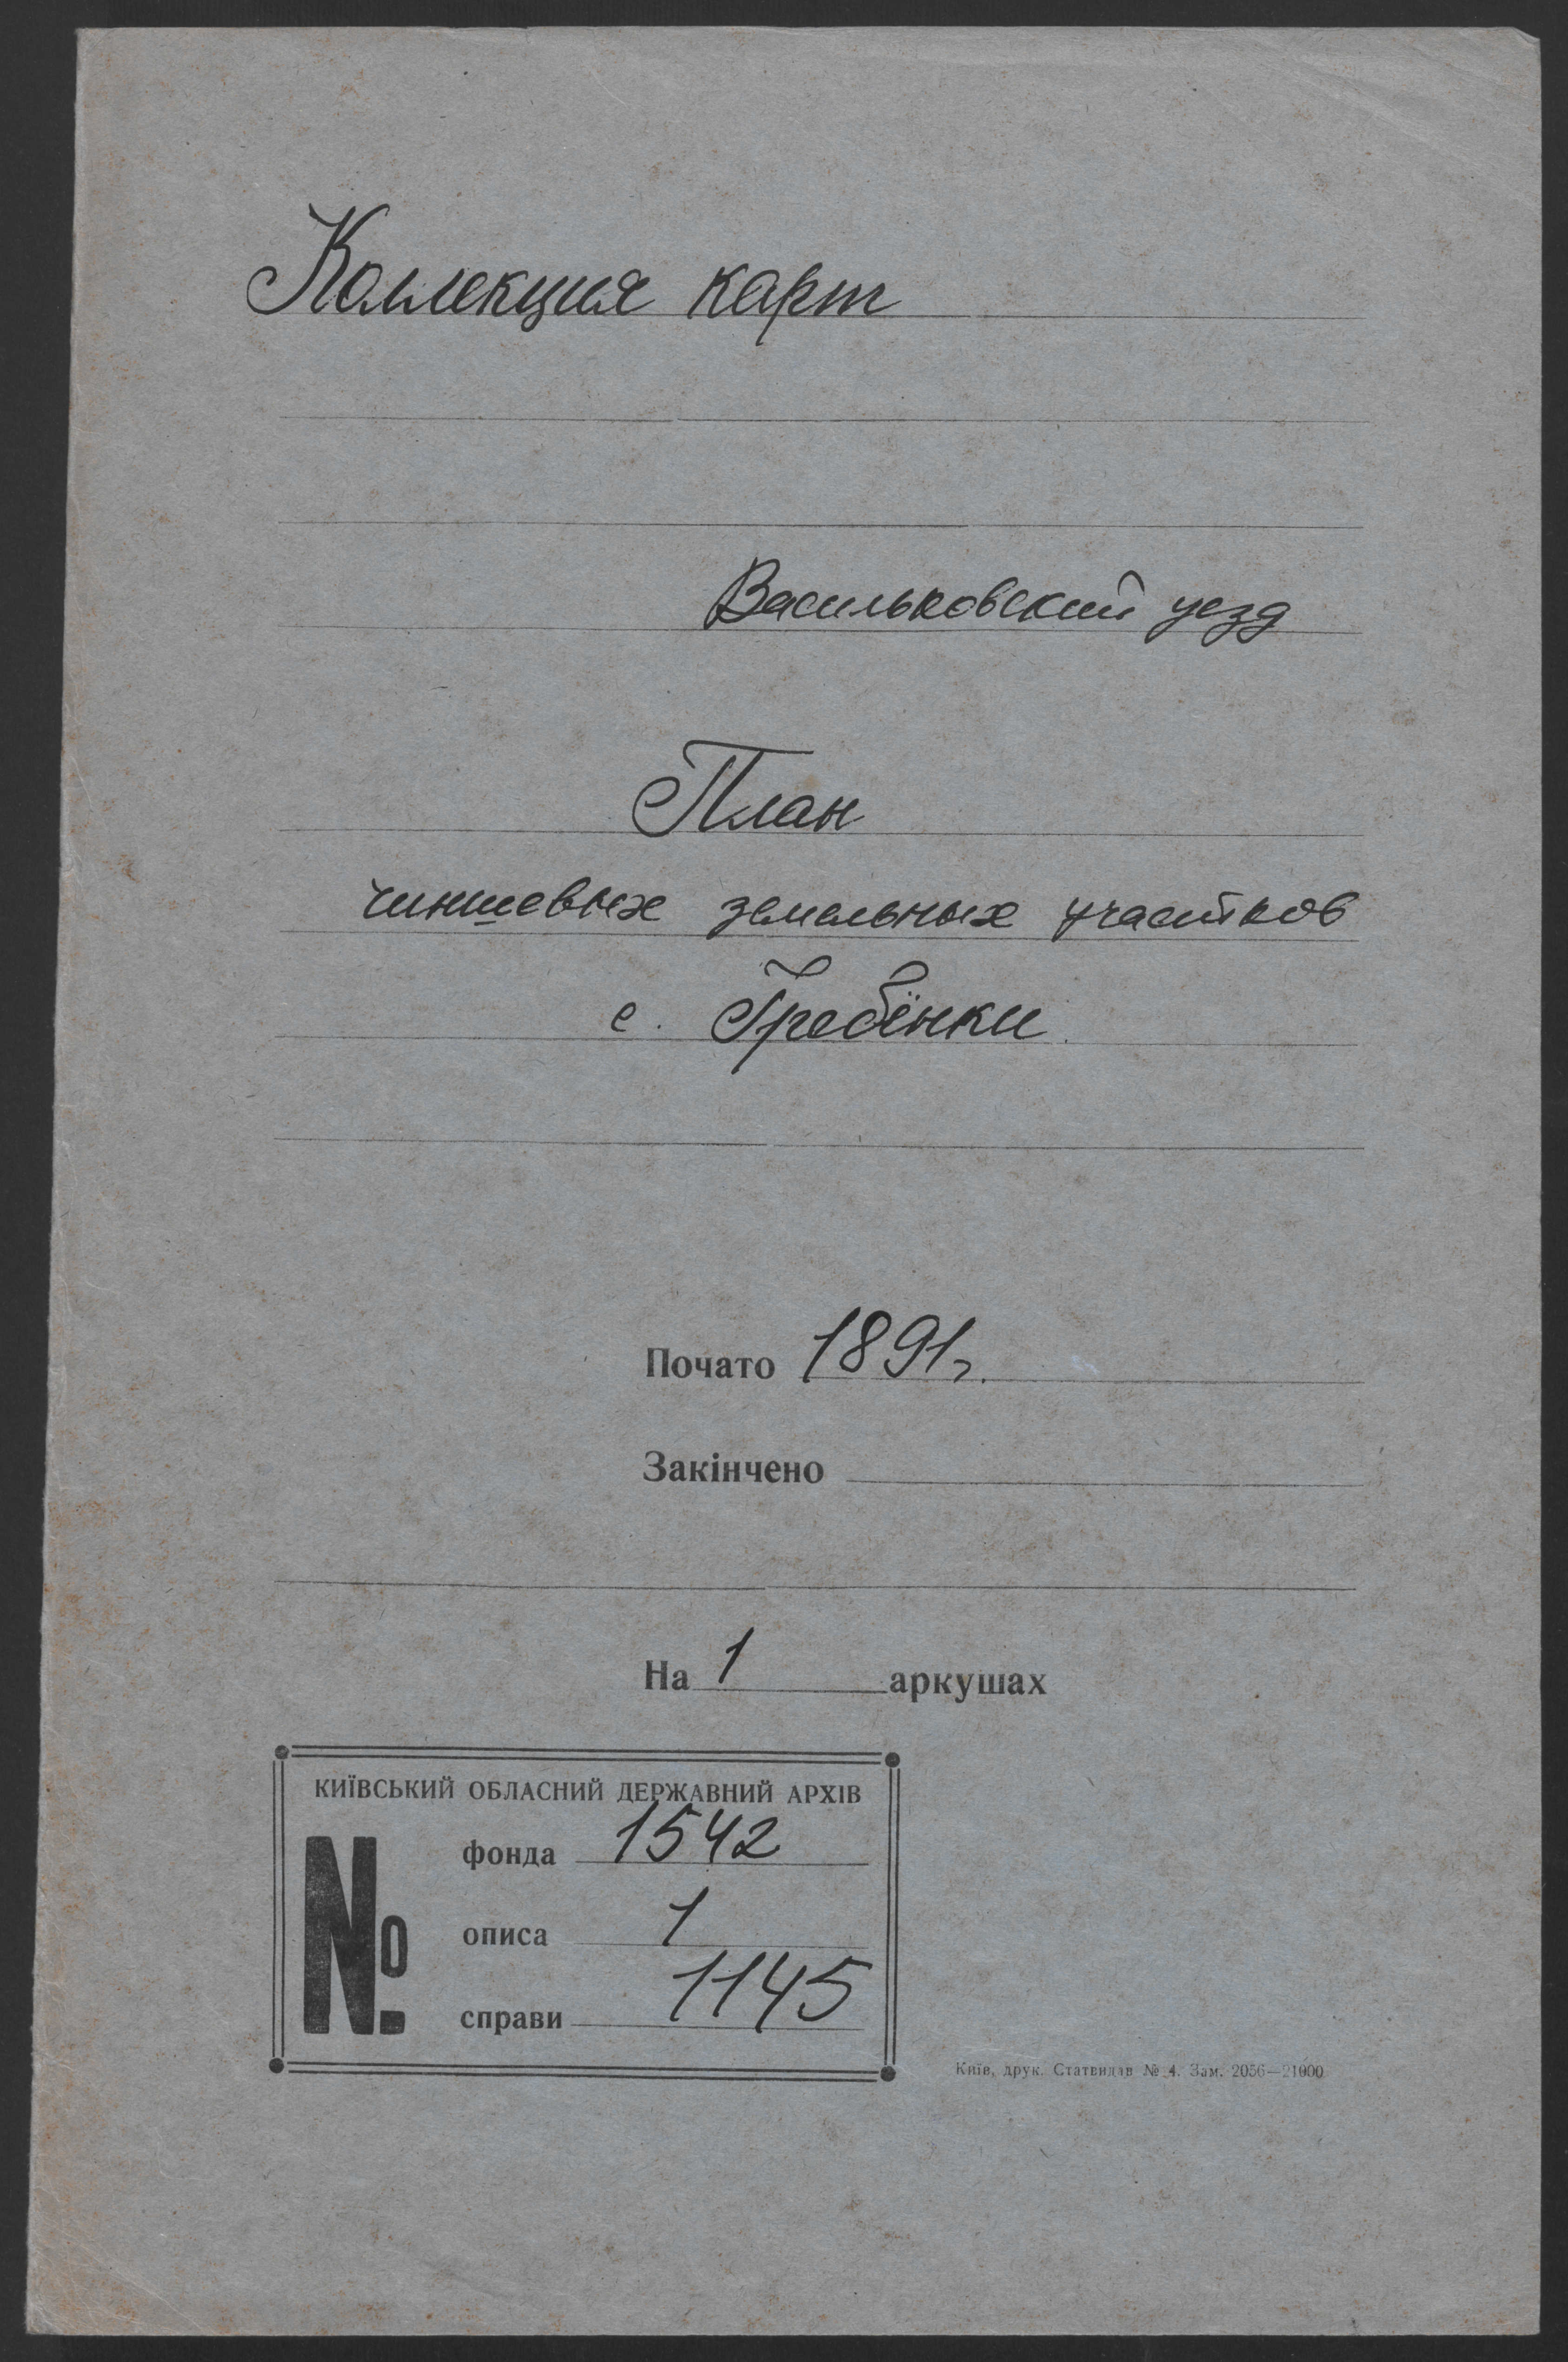 Коллекция карт
Васильковский уезд
План
чиншевых земельных участков
с. Гребёнки
Почато 1891 г.
Закінчено
На 1 аркушах
КИЇВСЬКИЙ ОБЛАСНИЙ ДЕРЖАВНИЙ АРХІВ
№
фонда 1542
описа 1
справи 1145
Київ, друк. Статвидав № 4. Зам. 2056—21000